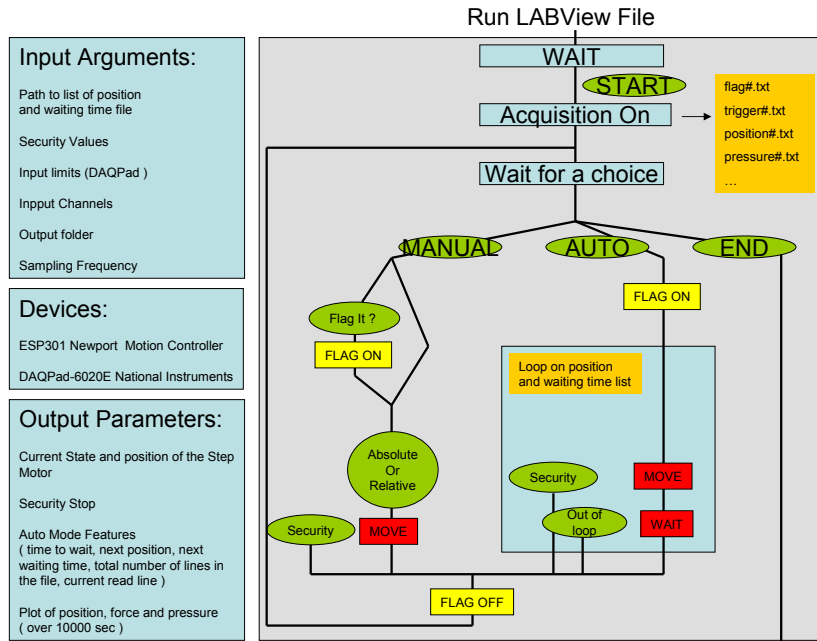 Run LABView File
Input Arguments:
Path to list of position
and waiting time file
Security Values
Input limits (DAQPad )
Inpput Channels
Output folder
Sampling Frequency
Devices:
ESP301 Newport  Motion Controller
DAQPad-6020E National Instruments
Output Parameters:
Current State and position of the Step
Motor
Security Stop
Auto Mode Features
( time to wait, next position, next
waiting time, total number of lines in
the file, current read line )
Plot of position, force and pressure
( over 10000 sec )
WAIT
START
Acquisition On
flag#.txt
trigger#.txt
position#.txt
pressure#.txt
...
Wait for a choice
MANUAL
AUTO
END
Flag It ?
FLAG ON
FLAG ON
Loop on position
and waiting time list
Absolute
Or
Relative
Security
MOVE
Security
Out of
loop
MOVE
WAIT
FLAG OFF